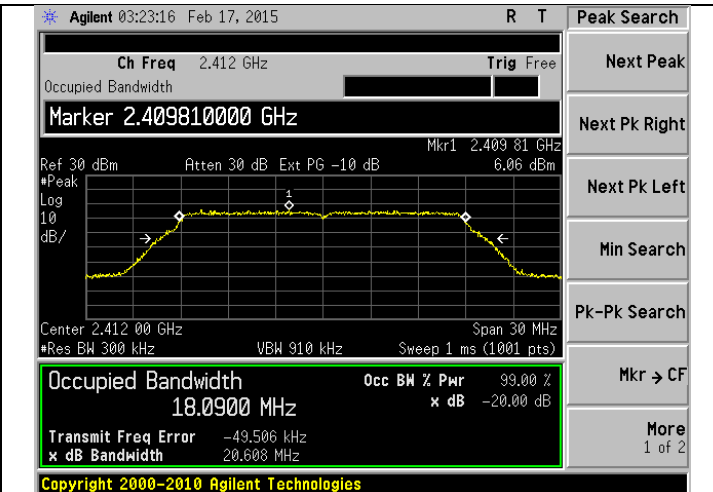 Agilent 03:23:16 Feb 17, 2015 R T Peak Search
Ch Freq 2.412 GHz Trig Free
Occupied Bandwidth
Marker 2.409810000 GHz
Mkr1 2.409 81 GHz
Ref 30 dBm Atten 30 dB Ext PG -10 dB 6.06 dBm
#Peak
Log
10
dB/
1
Center 2.412 00 GHz Span 30 MHz
#Res BW 300 kHz VBW 910 kHz Sweep 1 ms (1001 pts)
Occupied Bandwidth Occ BW % Pwr 99.00 %
18.0900 MHz x dB -20.00 dB
Transmit Freq Error -49.506 kHz
x dB Bandwidth 20.608 MHz
Copyright 2000-2010 Agilent Technologies
Next Peak
Next Pk Right
Next Pk Left
Min Search
Pk-Pk Search
Mkr → CF
More
1 of 2